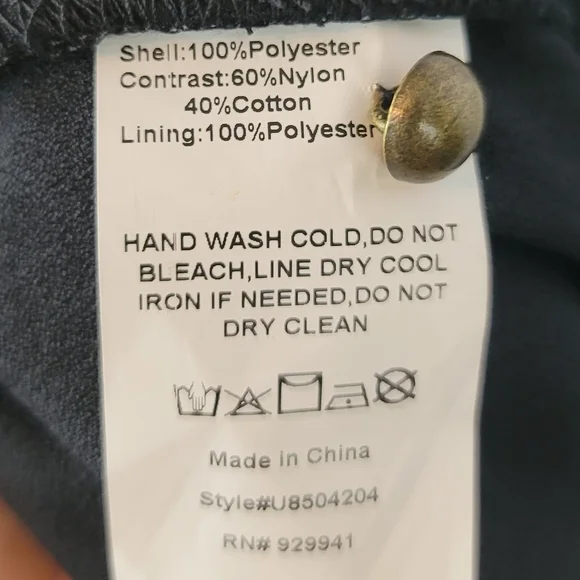 Shell:100%Polyester
Contrast:60%Nylon
40%Cotton
Lining:100%Polyester
HAND WASH COLD,DO NOT
BLEACH,LINE DRY COOL
IRON IF NEEDED,DO NOT
DRY CLEAN
Made in China
Style#U8504204
RN# 929941